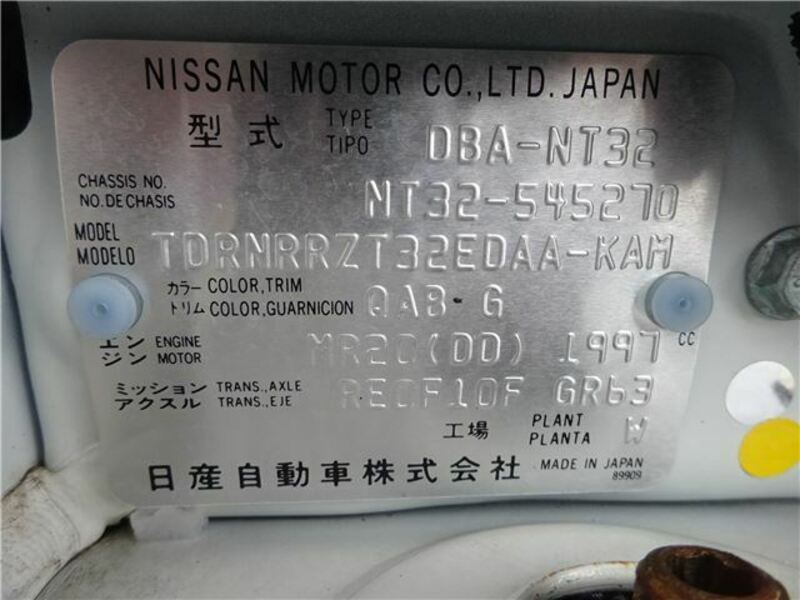 NISSAN MOTOR CO.,LTD. JAPAN
型式 TYPE TIPO DBA-NT32
CHASSIS NO. NO.DE CHASIS NT32-545270
MODEL MODELO TDRNRRZT32EDAA-KAM
カラー COLOR,TRIM
トリム COLOR,GUARNICION QAB G
エンジン ENGINE MOTOR MR20(DD) 1997 CC
ミッション TRANS.,AXLE
アクスル TRANS.,EJE RE0F10F GR63
工場 PLANT PLANTA W
日産自動車株式会社 MADE IN JAPAN
89909